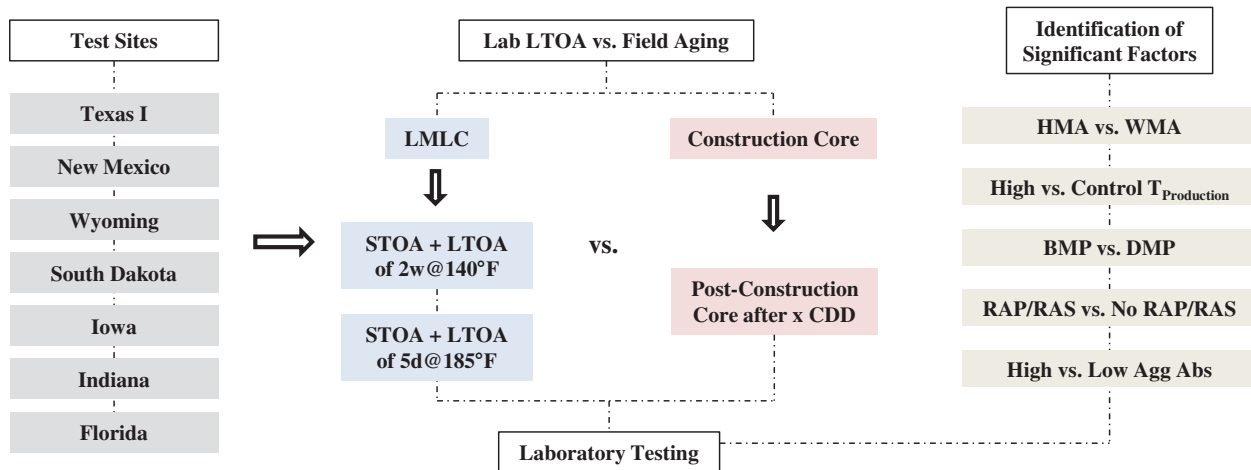 Test Sites
Texas I
New Mexico
Wyoming
South Dakota
Iowa
Indiana
Florida
Lab LTOA vs. Field Aging
LMLC
STOA + LTOA
of 2w@140°F
STOA + LTOA
of 5d@185°F
vs.
Construction Core
Post-Construction
Core after x CDD
Laboratory Testing
Identification of
Significant Factors
HMA vs. WMA
High vs. Control TProduction
BMP vs. DMP
RAP/RAS vs. No RAP/RAS
High vs. Low Agg Abs